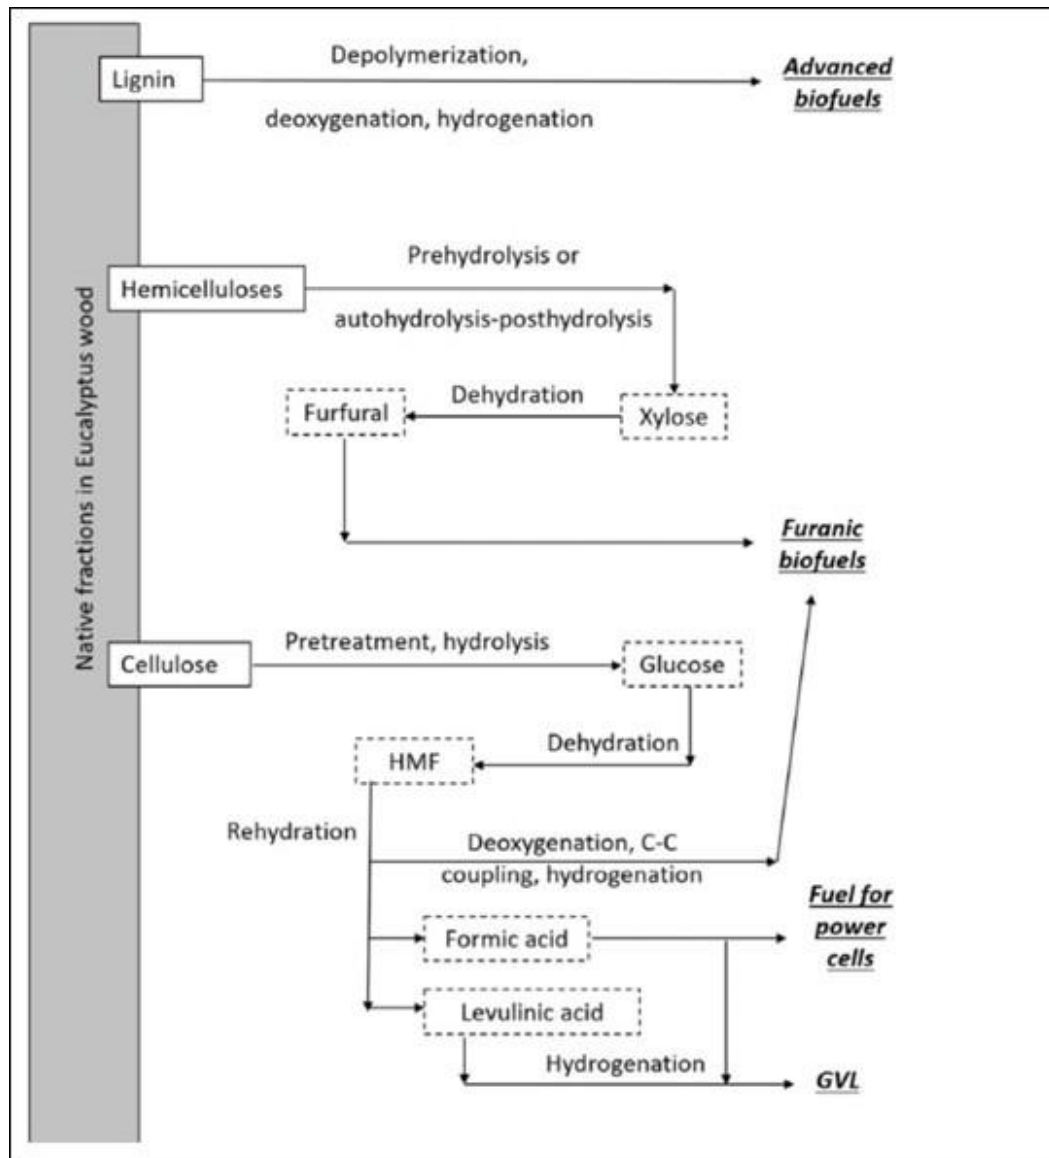 Native fractions in Eucalyptus wood
Lignin
Depolymerization,
deoxygenation, hydrogenation
Advanced
biofuels
Hemicelluloses
Prehydrolysis or
autohydrolysis-posthydrolysis
Furfural
Dehydration
Xylose
Furanic
biofuels
Cellulose
Pretreatment, hydrolysis
Glucose
HMF
Dehydration
Rehydration
Deoxygenation, C-C
coupling, hydrogenation
Formic acid
Fuel for
power
cells
Levulinic acid
Hydrogenation
GVL